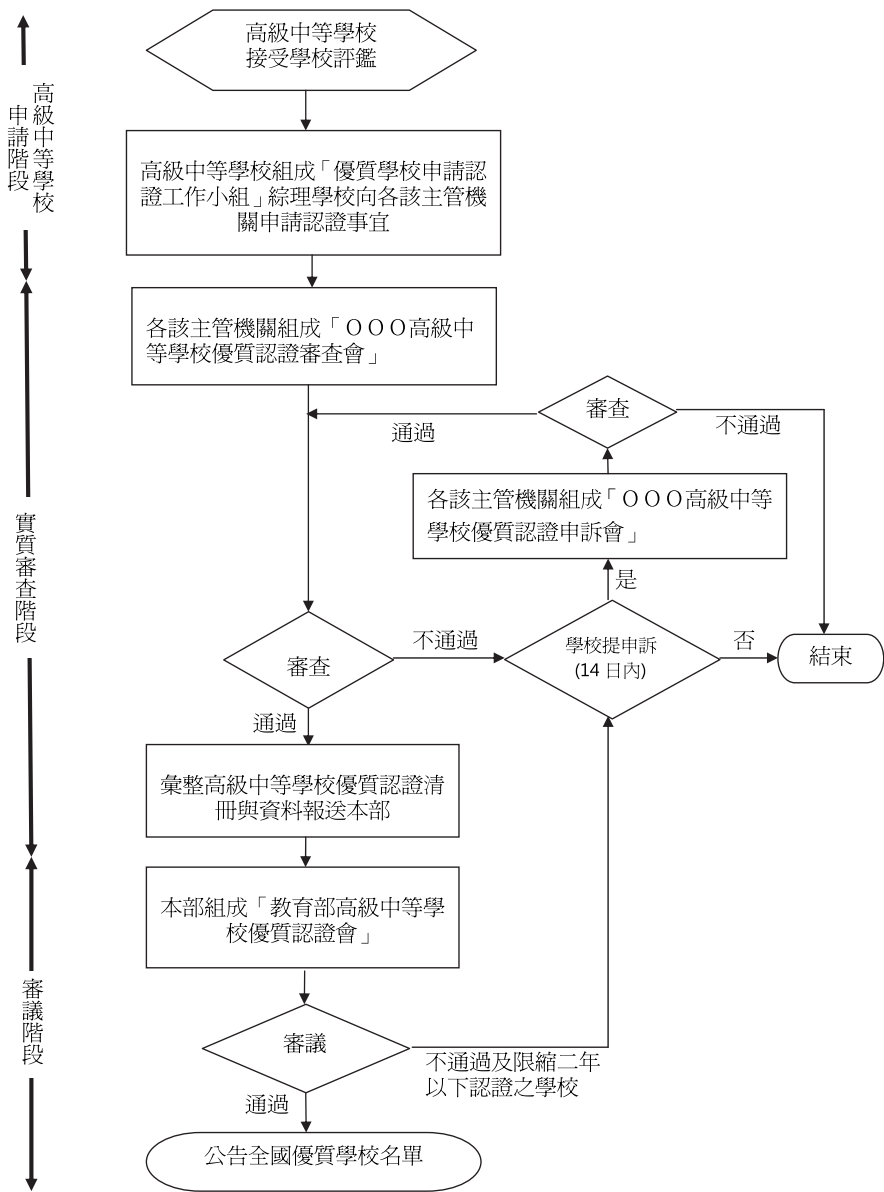 高級中等學校
接受學校評鑑
高級中等學校
申請階段
高級中等學校組成「優質學校申請認
證工作小組」綜理學校向各該主管機
關申請認證事宜
各該主管機關組成「ＯＯＯ高級中
等學校優質認證審查會」
審查
通過
不通過
各該主管機關組成「ＯＯＯ高級中等
學校優質認證申訴會」
是
實質審查階段
審查
不通過
學校提申訴
(14 日內)
否
結束
通過
彙整高級中等學校優質認證清
冊與資料報送本部
本部組成「教育部高級中等學
校優質認證會」
審議階段
審議
不通過及限縮二年
以下認證之學校
通過
公告全國優質學校名單